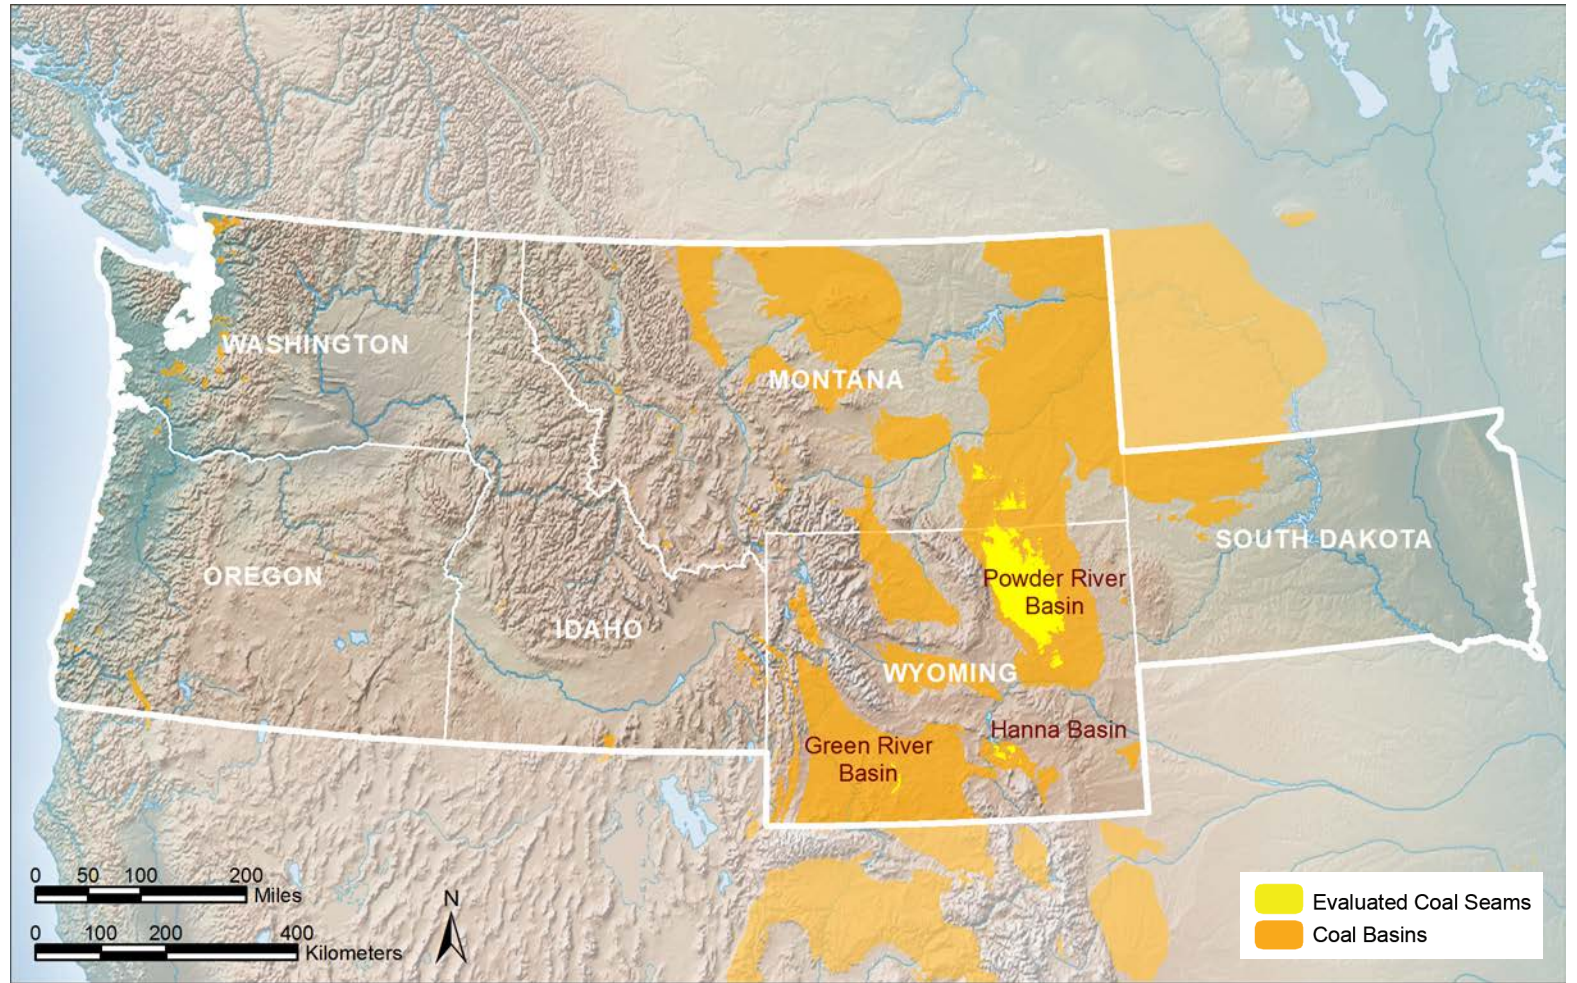 WASHINGTON
MONTANA
SOUTH DAKOTA
OREGON
Powder River
Basin
IDAHO
WYOMING
Hanna Basin
Green River
Basin
0 50 100 200
Miles
0 100 200 400
Kilometers
N
Evaluated Coal Seams
Coal Basins